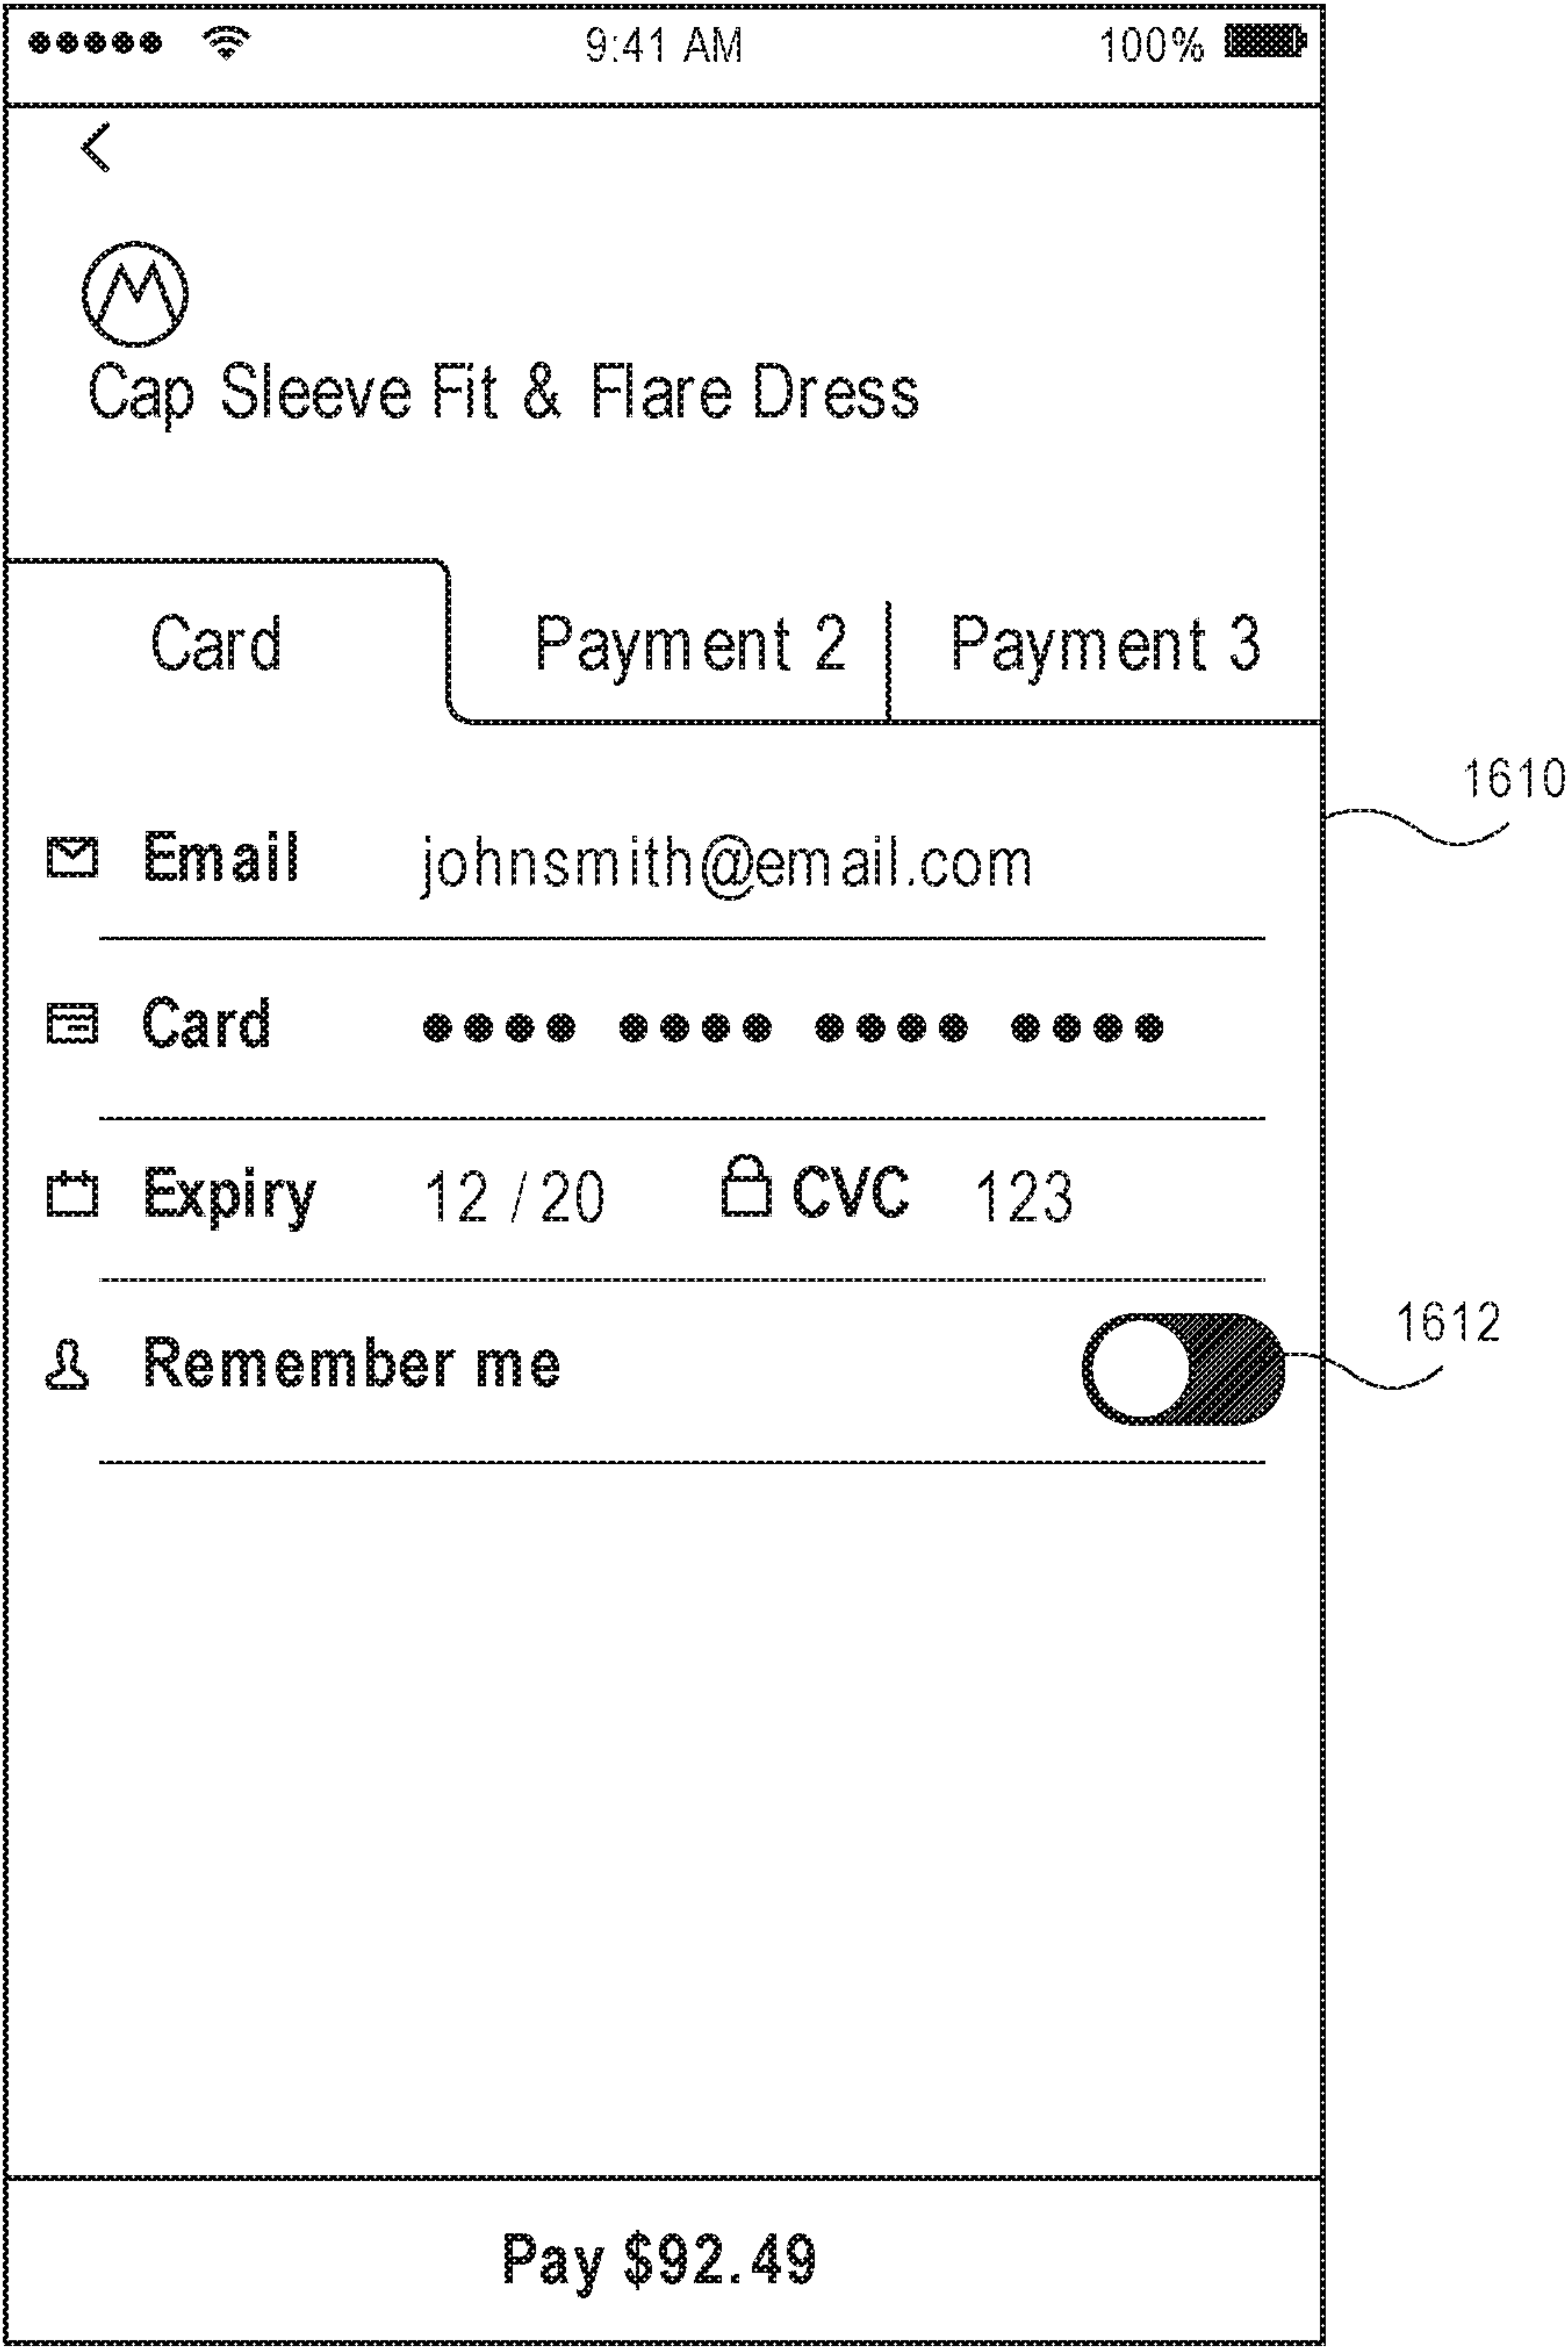 9:41 AM 100%
Cap Sleeve Fit & Flare Dress
Card Payment 2 Payment 3
1610
Email johnsmith@email.com
Card •••• •••• •••• ••••
Expiry 12 / 20 CVC 123
1612
Remember me
Pay $92.49